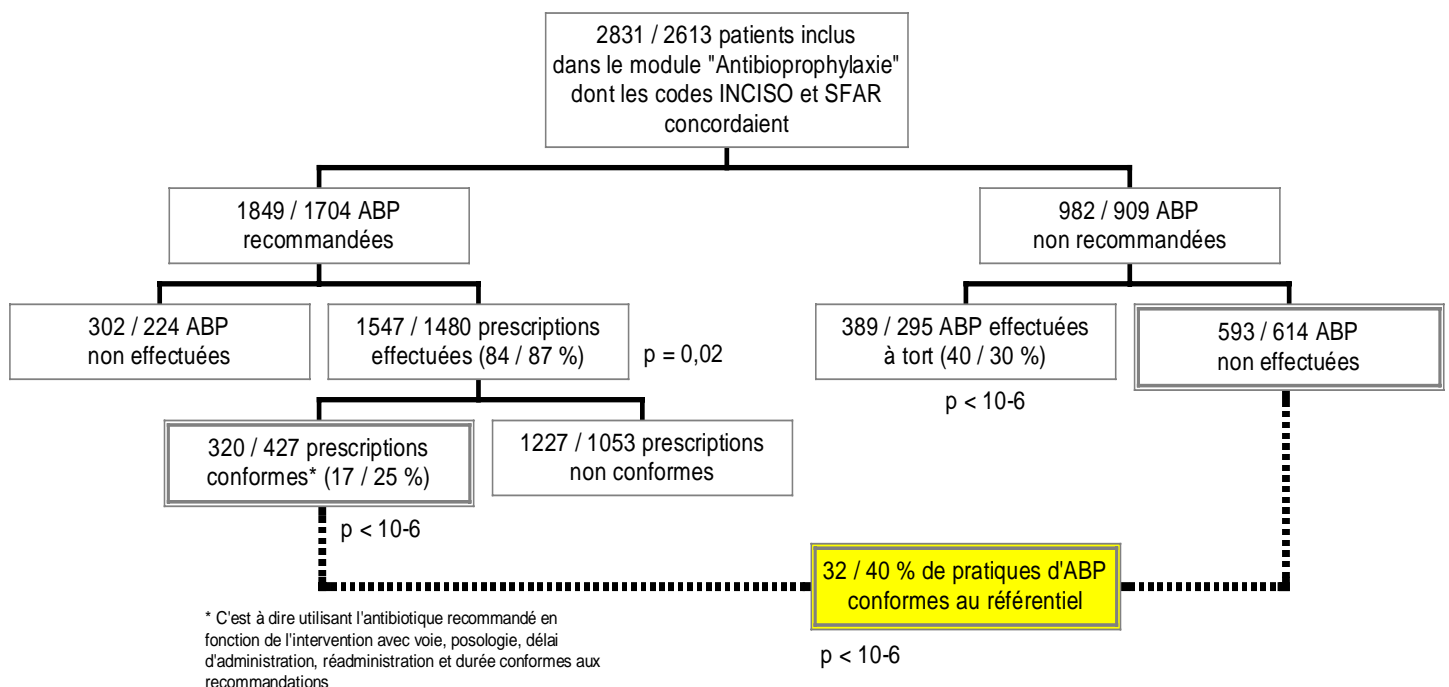 2831 / 2613 patients inclus
dans le module "Antibioprophylaxie"
dont les codes INCISO et SFAR
concordaient
1849 / 1704 ABP
recommandées
982 / 909 ABP
non recommandées
302 / 224 ABP
non effectuées
1547 / 1480 prescriptions
effectuées (84 / 87 %)
p = 0,02
389 / 295 ABP effectuées
à tort (40 / 30 %)
p < 10-6
593 / 614 ABP
non effectuées
320 / 427 prescriptions
conformes* (17 / 25 %)
p < 10-6
1227 / 1053 prescriptions
non conformes
32 / 40 % de pratiques d'ABP
conformes au référentiel
p < 10-6
* C'est à dire utilisant l'antibiotique recommandé en
fonction de l'intervention avec voie, posologie, délai
d'administration, réadministration et durée conformes aux
recommandations